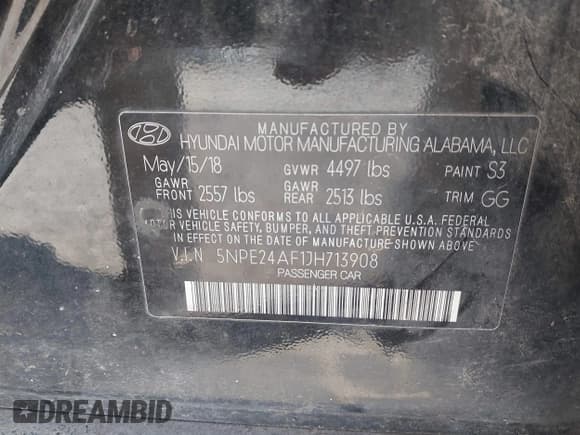 MANUFACTURED BY
HYUNDAI MOTOR MANUFACTURING ALABAMA, LLC
May/15/18 GVWR 4497 lbs PAINT S3
GAWR FRONT 2557 lbs GAWR REAR 2513 lbs TRIM GG
THIS VEHICLE CONFORMS TO ALL APPLICABLE U.S.A. FEDERAL
MOTOR VEHICLE SAFETY, BUMPER, AND THEFT PREVENTION STANDARDS
IN EFFECT ON THE DATE OF MANUFACTURE SHOWN ABOVE.
V.I.N 5NPE24AF1JH713908
PASSENGER CAR
DREAMBID